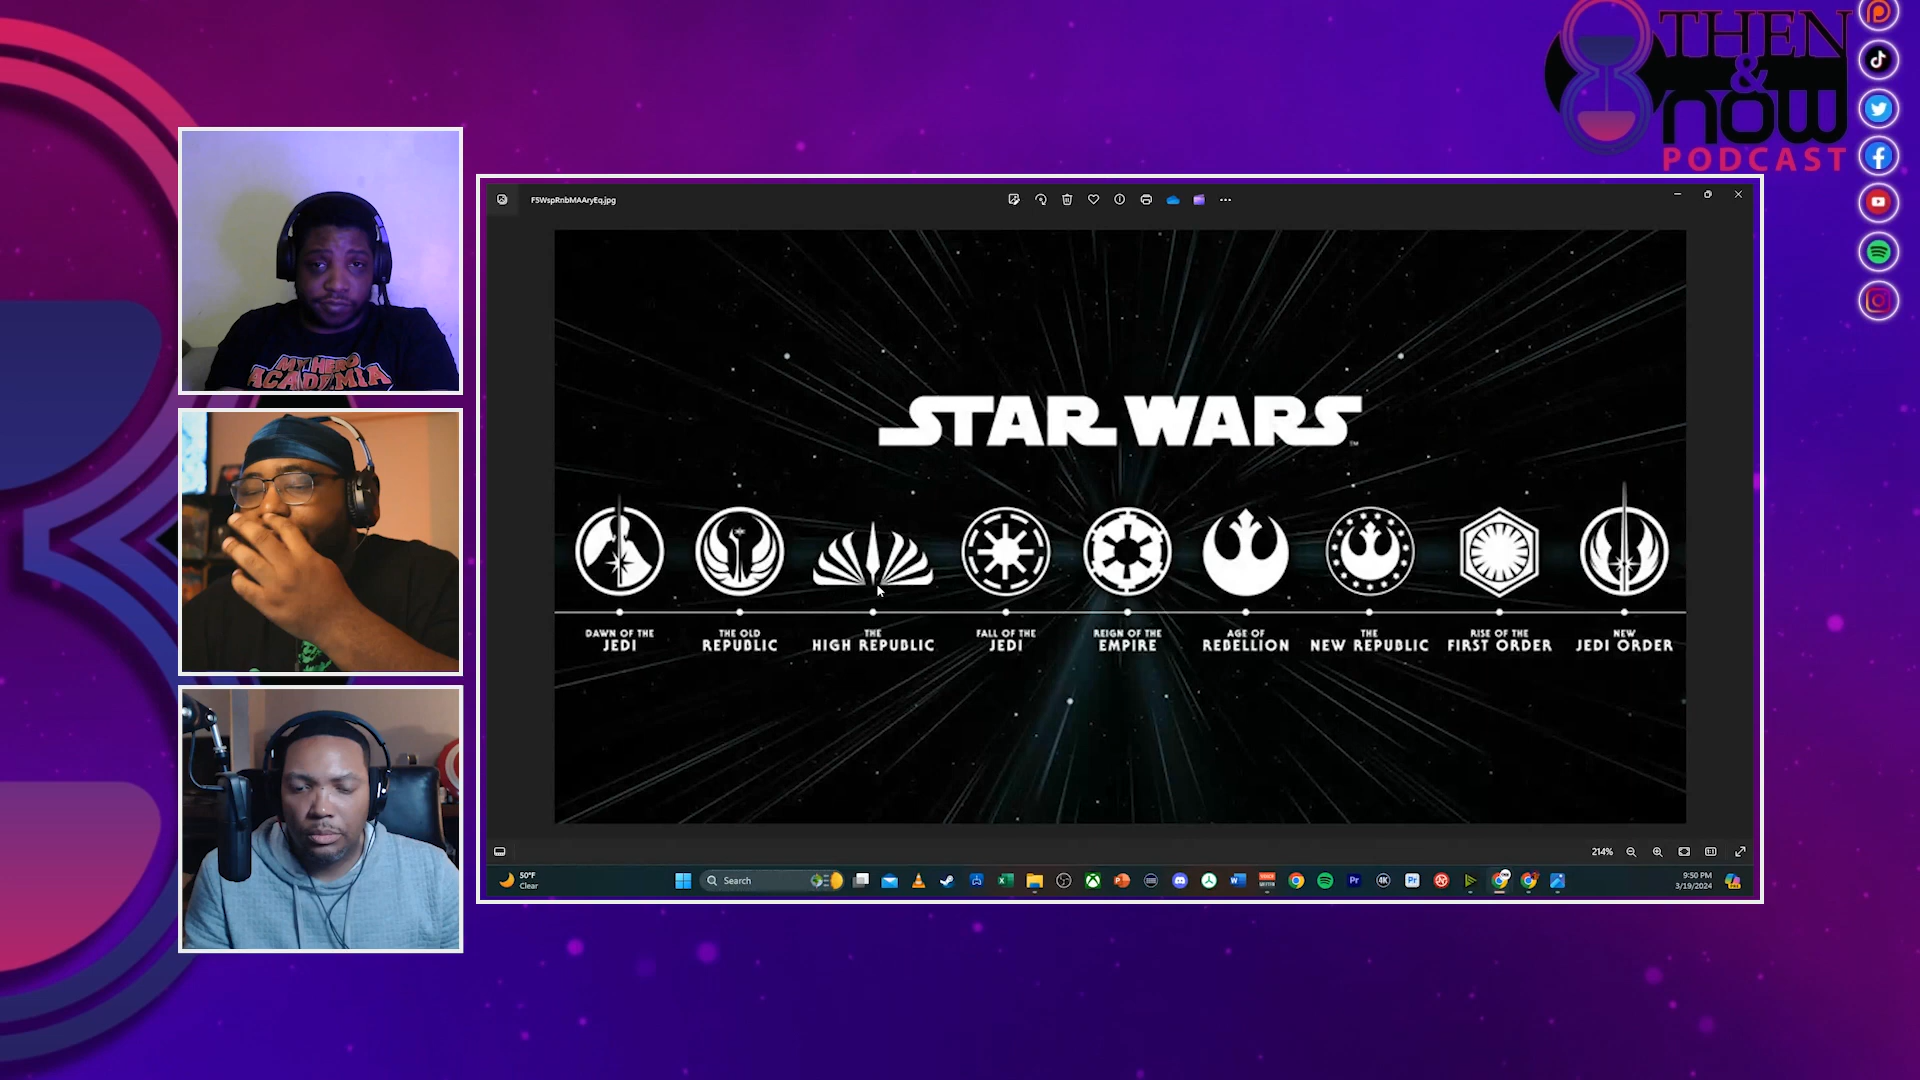 THEN
&
NOW
PODCAST
F5WspRnbMAAryEq.jpg
MY HERO
ACADEMIA
STAR WARS
TM
DAWN OF THE
JEDI
THE OLD
REPUBLIC
THE
HIGH REPUBLIC
FALL OF THE
JEDI
REIGN OF THE
EMPIRE
AGE OF
REBELLION
THE
NEW REPUBLIC
RISE OF THE
FIRST ORDER
NEW
JEDI ORDER
214%
50°F
Clear
Search
9:50 PM
3/19/2024